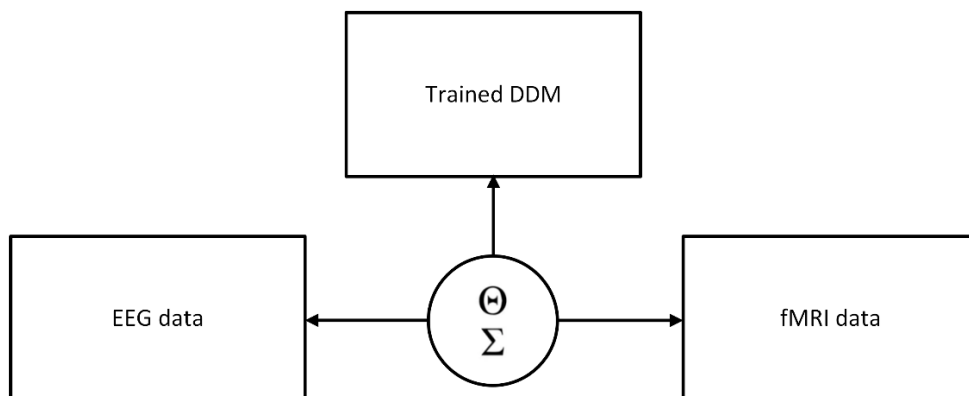 Trained DDM
EEG data
Θ
Σ
fMRI data